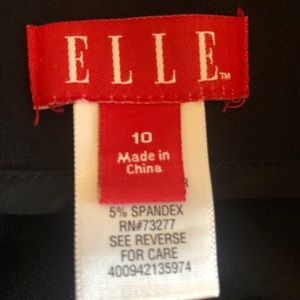 ELLE™
10
Made in
China
R
5% SPANDEX
RN#73277
SEE REVERSE
FOR CARE
400942135974